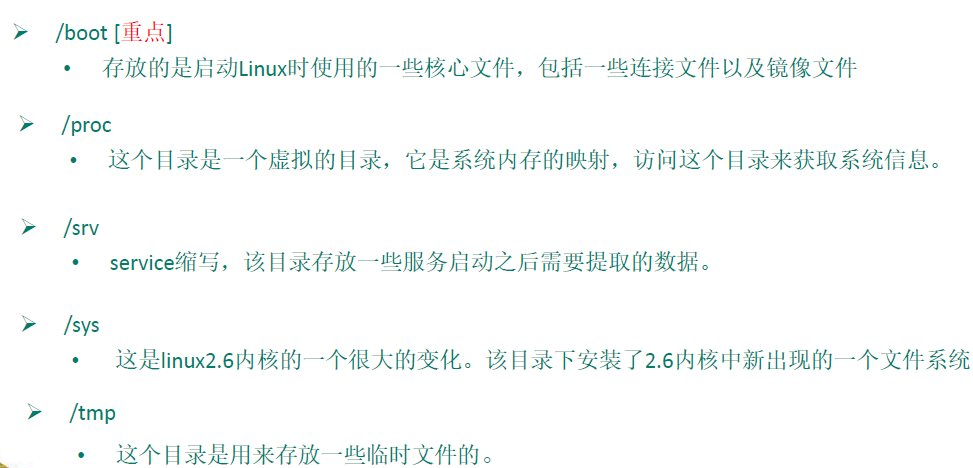 ➢ /boot [重点]
• 存放的是启动Linux时使用的一些核心文件，包括一些连接文件以及镜像文件
➢ /proc
• 这个目录是一个虚拟的目录，它是系统内存的映射，访问这个目录来获取系统信息。
➢ /srv
• service缩写，该目录存放一些服务启动之后需要提取的数据。
➢ /sys
• 这是linux2.6内核的一个很大的变化。该目录下安装了2.6内核中新出现的一个文件系统
➢ /tmp
• 这个目录是用来存放一些临时文件的。